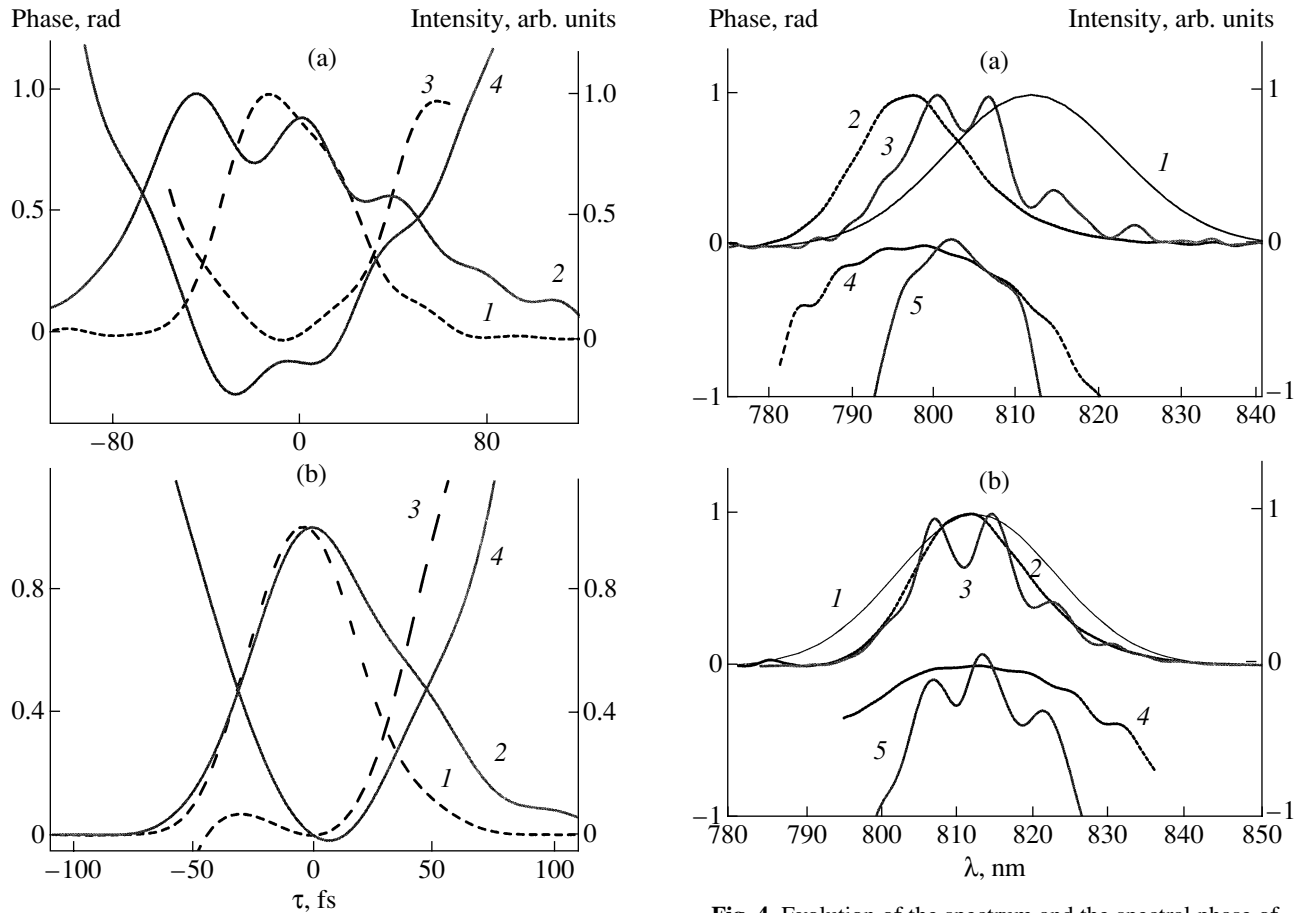 Phase, rad Intensity, arb. units
(a)
1.0 1.0
0.5 0.5
0 0
1 2 3 4
−80 0 80
(b)
0.8 0.8
0.4 0.4
0 0
1 2 3 4
−100 −50 0 50 100
τ, fs
Phase, rad Intensity, arb. units
(a)
1 1
0 0
−1 −1
1 2 3 4 5
780 790 800 810 820 830 840
(b)
1 1
0 0
−1 −1
1 2 3 4 5
780 790 800 810 820 830 840 850
λ, nm
Fig. 4. Evolution of the spectrum and the spectral phase of